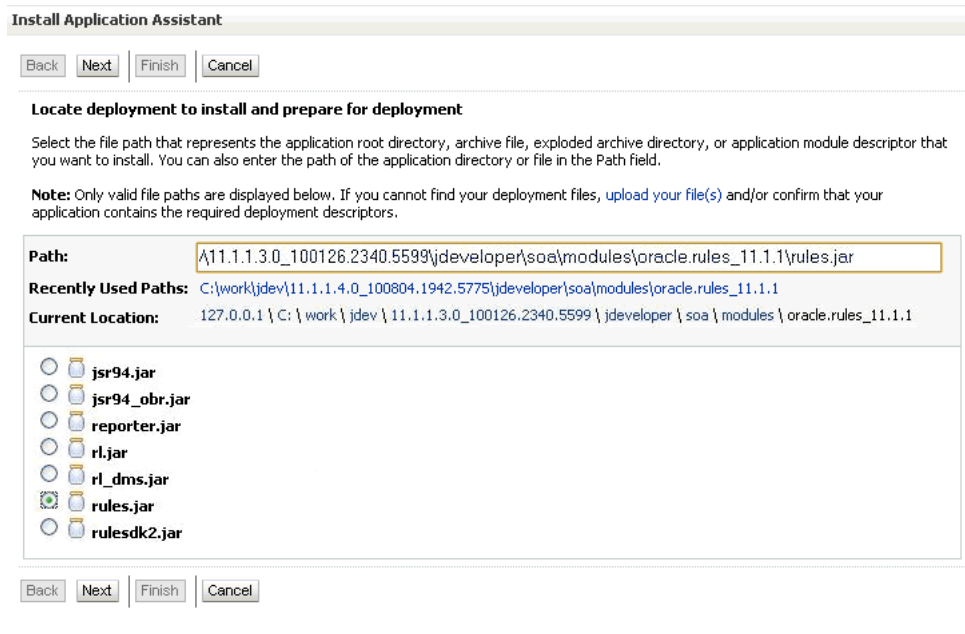 Install Application Assistant
Back Next Finish Cancel
Locate deployment to install and prepare for deployment
Select the file path that represents the application root directory, archive file, exploded archive directory, or application module descriptor that
you want to install. You can also enter the path of the application directory or file in the Path field.
Note: Only valid file paths are displayed below. If you cannot find your deployment files, upload your file(s) and/or confirm that your
application contains the required deployment descriptors.
Path: \11.1.1.3.0_100126.2340.5599\jdeveloper\soa\modules\oracle.rules_11.1.1\rules.jar
Recently Used Paths: C:\work\jdev\11.1.1.4.0_100804.1942.5775\jdeveloper\soa\modules\oracle.rules_11.1.1
Current Location: 127.0.0.1 \ C: \ work \ jdev \ 11.1.1.3.0_100126.2340.5599 \ jdeveloper \ soa \ modules \ oracle.rules_11.1.1
jsr94.jar
jsr94_obr.jar
reporter.jar
rl.jar
rl_dms.jar
rules.jar
rulesdk2.jar
Back Next Finish Cancel